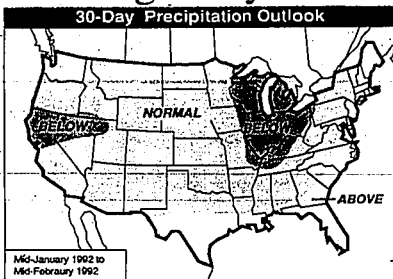 30-Day Precipitation Outlook
NORMAL
BELOW
BELOW
ABOVE
Mid-January 1992 to
Mid-Febraury 1992